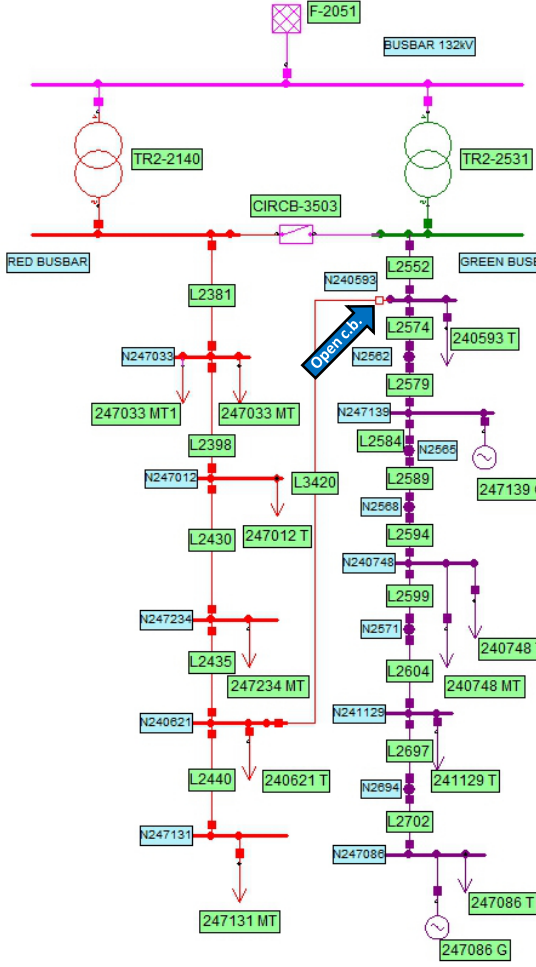 F-2051
BUSBAR 132kV
TR2-2140
TR2-2531
CIRCB-3503
RED BUSBAR
GREEN BUSB
L2552
N240593
L2381
Open c.b.
L2574
240593 T
N247033
N2562
L2579
247033 MT1
247033 MT
N247139
L2584
N2565
L2398
N247012
L3420
L2589
247139
N2568
247012 T
L2430
L2594
N240748
L2599
N247234
N2571
240748
L2435
L2604
247234 MT
240748 MT
N240621
N241129
L2697
L2440
240621 T
241129 T
N2694
L2702
N247131
N247086
247131 MT
247086 T
247086 G